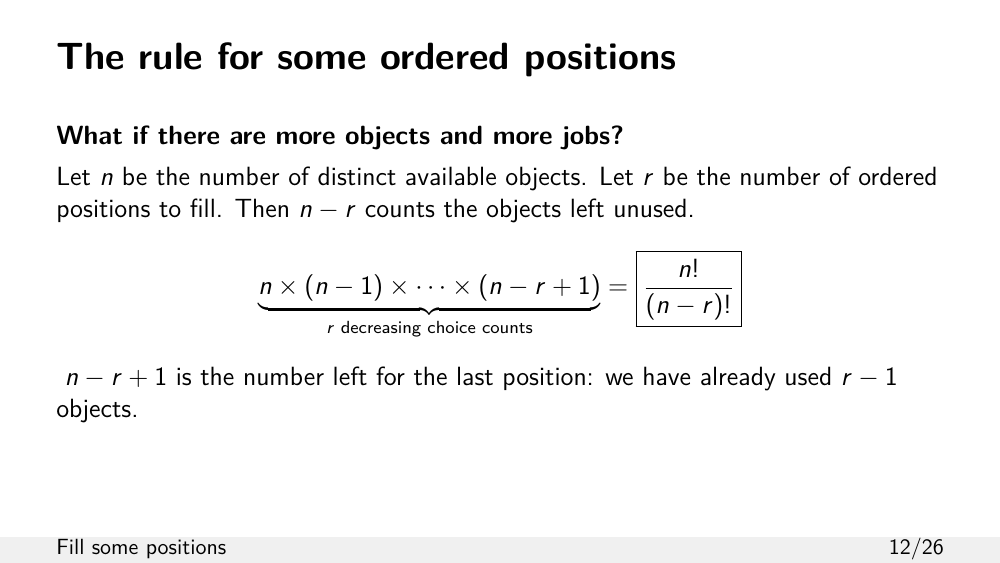 The rule for some ordered positions
What if there are more objects and more jobs?
Let n be the number of distinct available objects. Let r be the number of ordered
positions to fill. Then n − r counts the objects left unused.
n × (n − 1) × ⋯ × (n − r + 1) = n! / (n − r)!
r decreasing choice counts
n − r + 1 is the number left for the last position: we have already used r − 1
objects.
Fill some positions 12/26